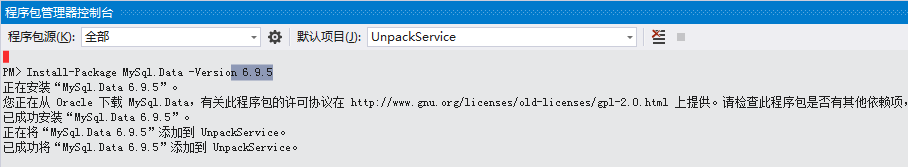 程序包管理器控制台
程序包源(K): 全部 默认项目(J): UnpackService
PM> Install-Package MySql.Data -Version 6.9.5
正在安装“MySql.Data 6.9.5”。
您正在从 Oracle 下载 MySql.Data，有关此程序包的许可协议在 http://www.gnu.org/licenses/old-licenses/gpl-2.0.html 上提供。请检查此程序包是否有其他依赖项，
已成功安装“MySql.Data 6.9.5”。
正在将“MySql.Data 6.9.5”添加到 UnpackService。
已成功将“MySql.Data 6.9.5”添加到 UnpackService。